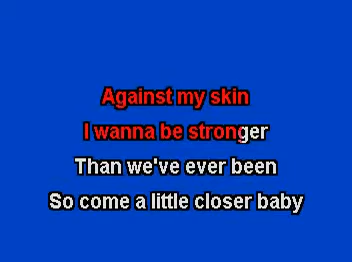 Against my skin
I wanna be stronger
Than we've ever been
So come a little closer baby